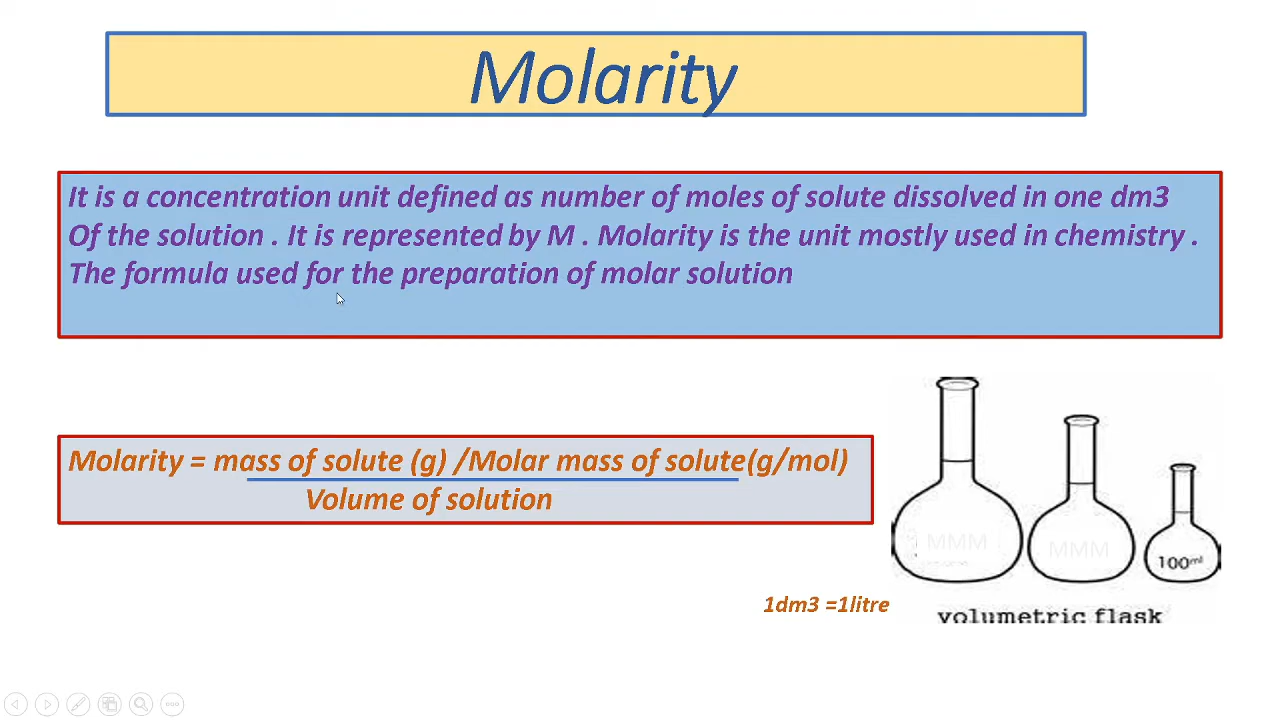 Molarity
It is a concentration unit defined as number of moles of solute dissolved in one dm3
Of the solution . It is represented by M . Molarity is the unit mostly used in chemistry .
The formula used for the preparation of molar solution
Molarity = mass of solute (g) /Molar mass of solute(g/mol)
Volume of solution
MMM
MMM
100ml
1dm3 =1litre
volumetric flask